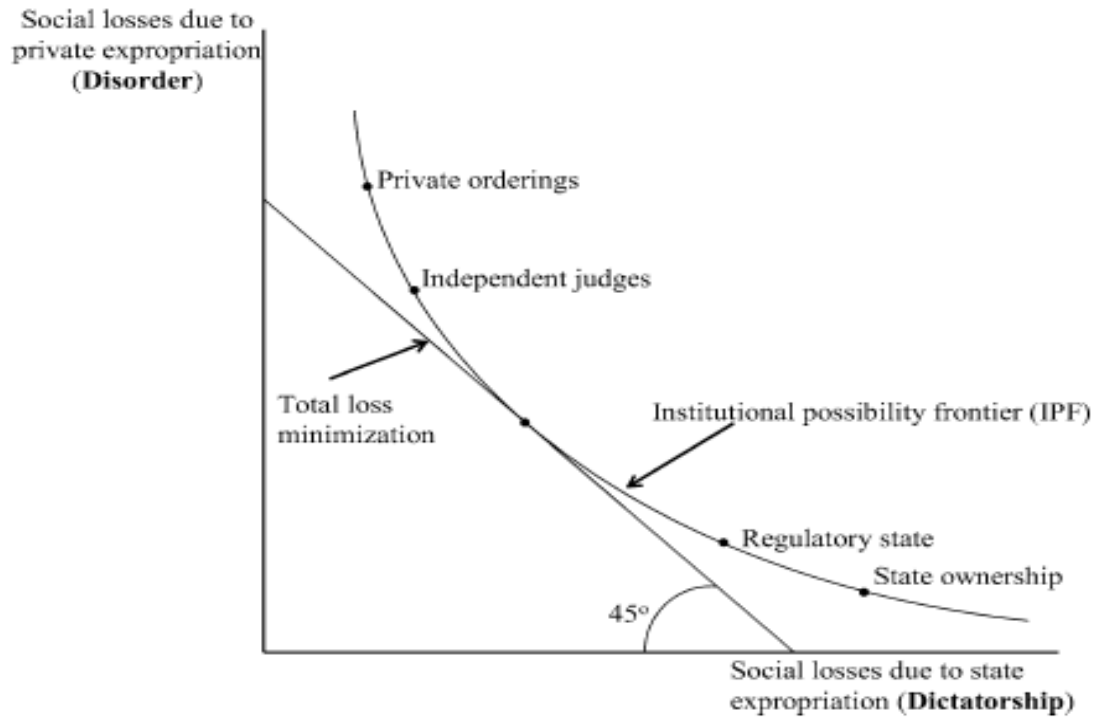 Social losses due to
private expropriation
(Disorder)
Private orderings
Independent judges
Total loss
minimization
Institutional possibility frontier (IPF)
Regulatory state
State ownership
45°
Social losses due to state
expropriation (Dictatorship)